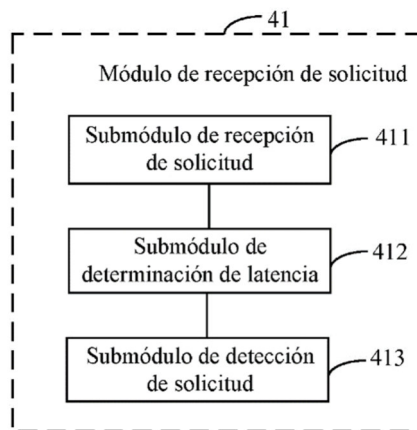 41
Módulo de recepción de solicitud
Submódulo de recepción
de solicitud
411
Submódulo de
determinación de latencia
412
Submódulo de detección
de solicitud
413